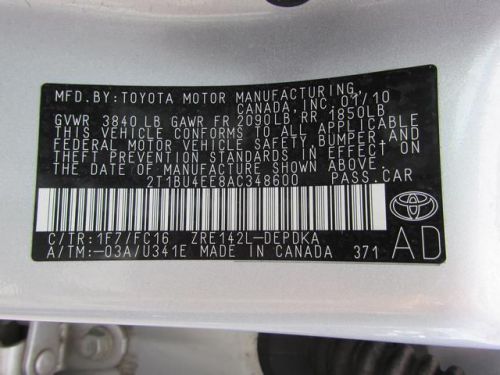 MFD.BY:TOYOTA MOTOR MANUFACTURING,
CANADA,INC. 01/10
GVWR 3840 LB GAWR FR 2090LB RR 1850LB
THIS VEHICLE CONFORMS TO ALL APPLICABLE
FEDERAL MOTOR VEHICLE SAFETY, BUMPER,AND
THEFT PREVENTION STANDARDS IN EFFECT ON
THE DATE OF MANUFACTURE SHOWN ABOVE.
2T1BU4EE8AC348600 PASS.CAR
C/TR:1F7/FC16 ZRE142L-DEPDKA
A/TM:-03A/U341E MADE IN CANADA 371
AD